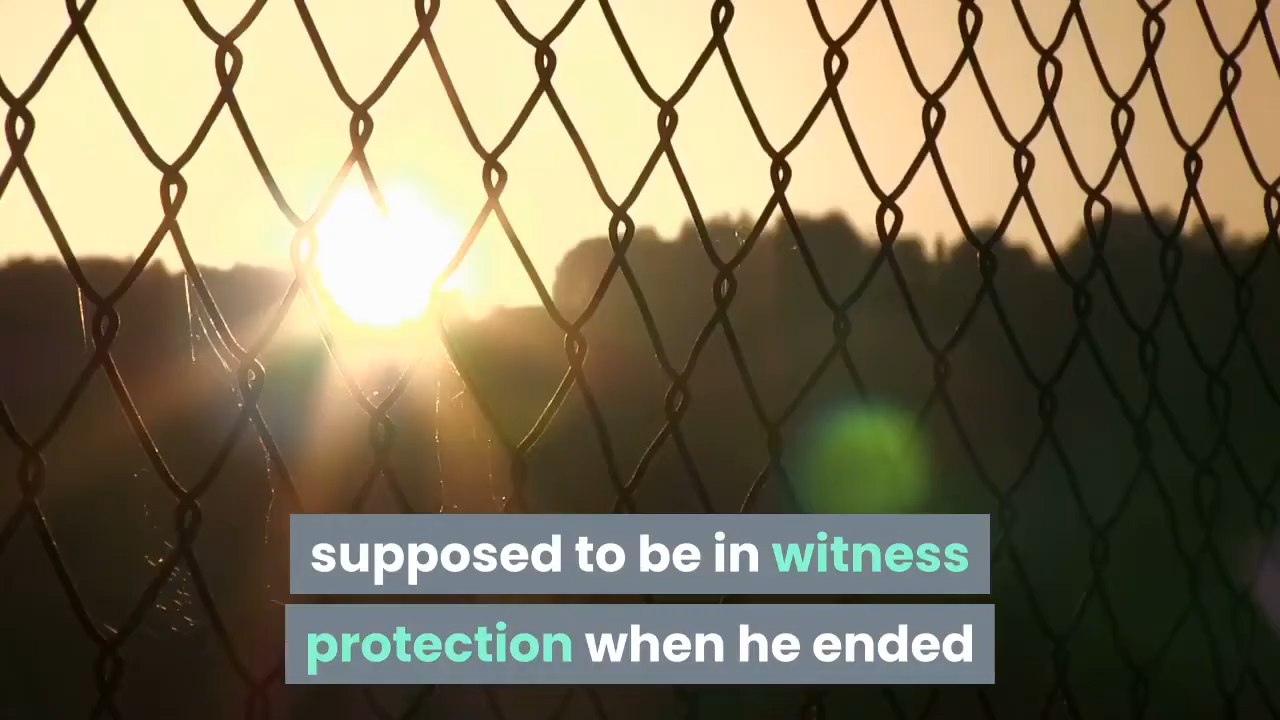 supposed to be in witness
protection when he ended